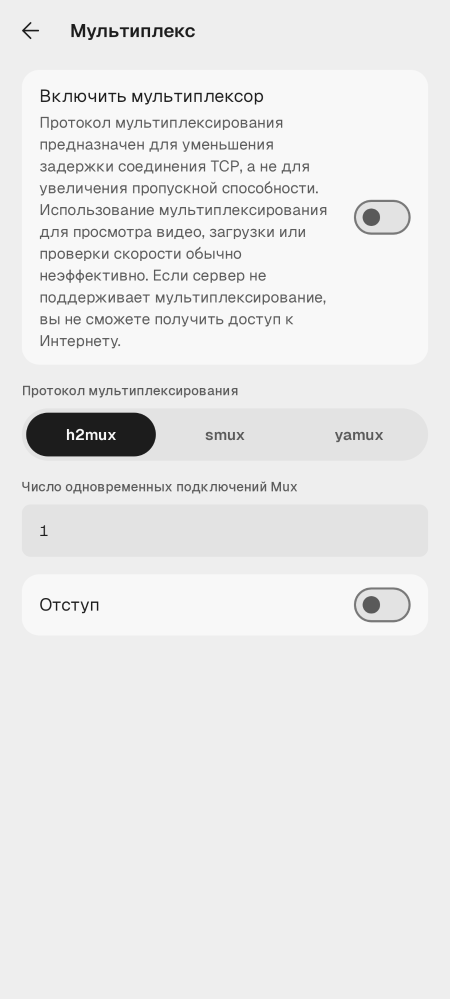 Мультиплекс
Включить мультиплексор
Протокол мультиплексирования
предназначен для уменьшения
задержки соединения TCP, а не для
увеличения пропускной способности.
Использование мультиплексирования
для просмотра видео, загрузки или
проверки скорости обычно
неэффективно. Если сервер не
поддерживает мультиплексирование,
вы не сможете получить доступ к
Интернету.
Протокол мультиплексирования
h2mux smux yamux
Число одновременных подключений Mux
1
Отступ